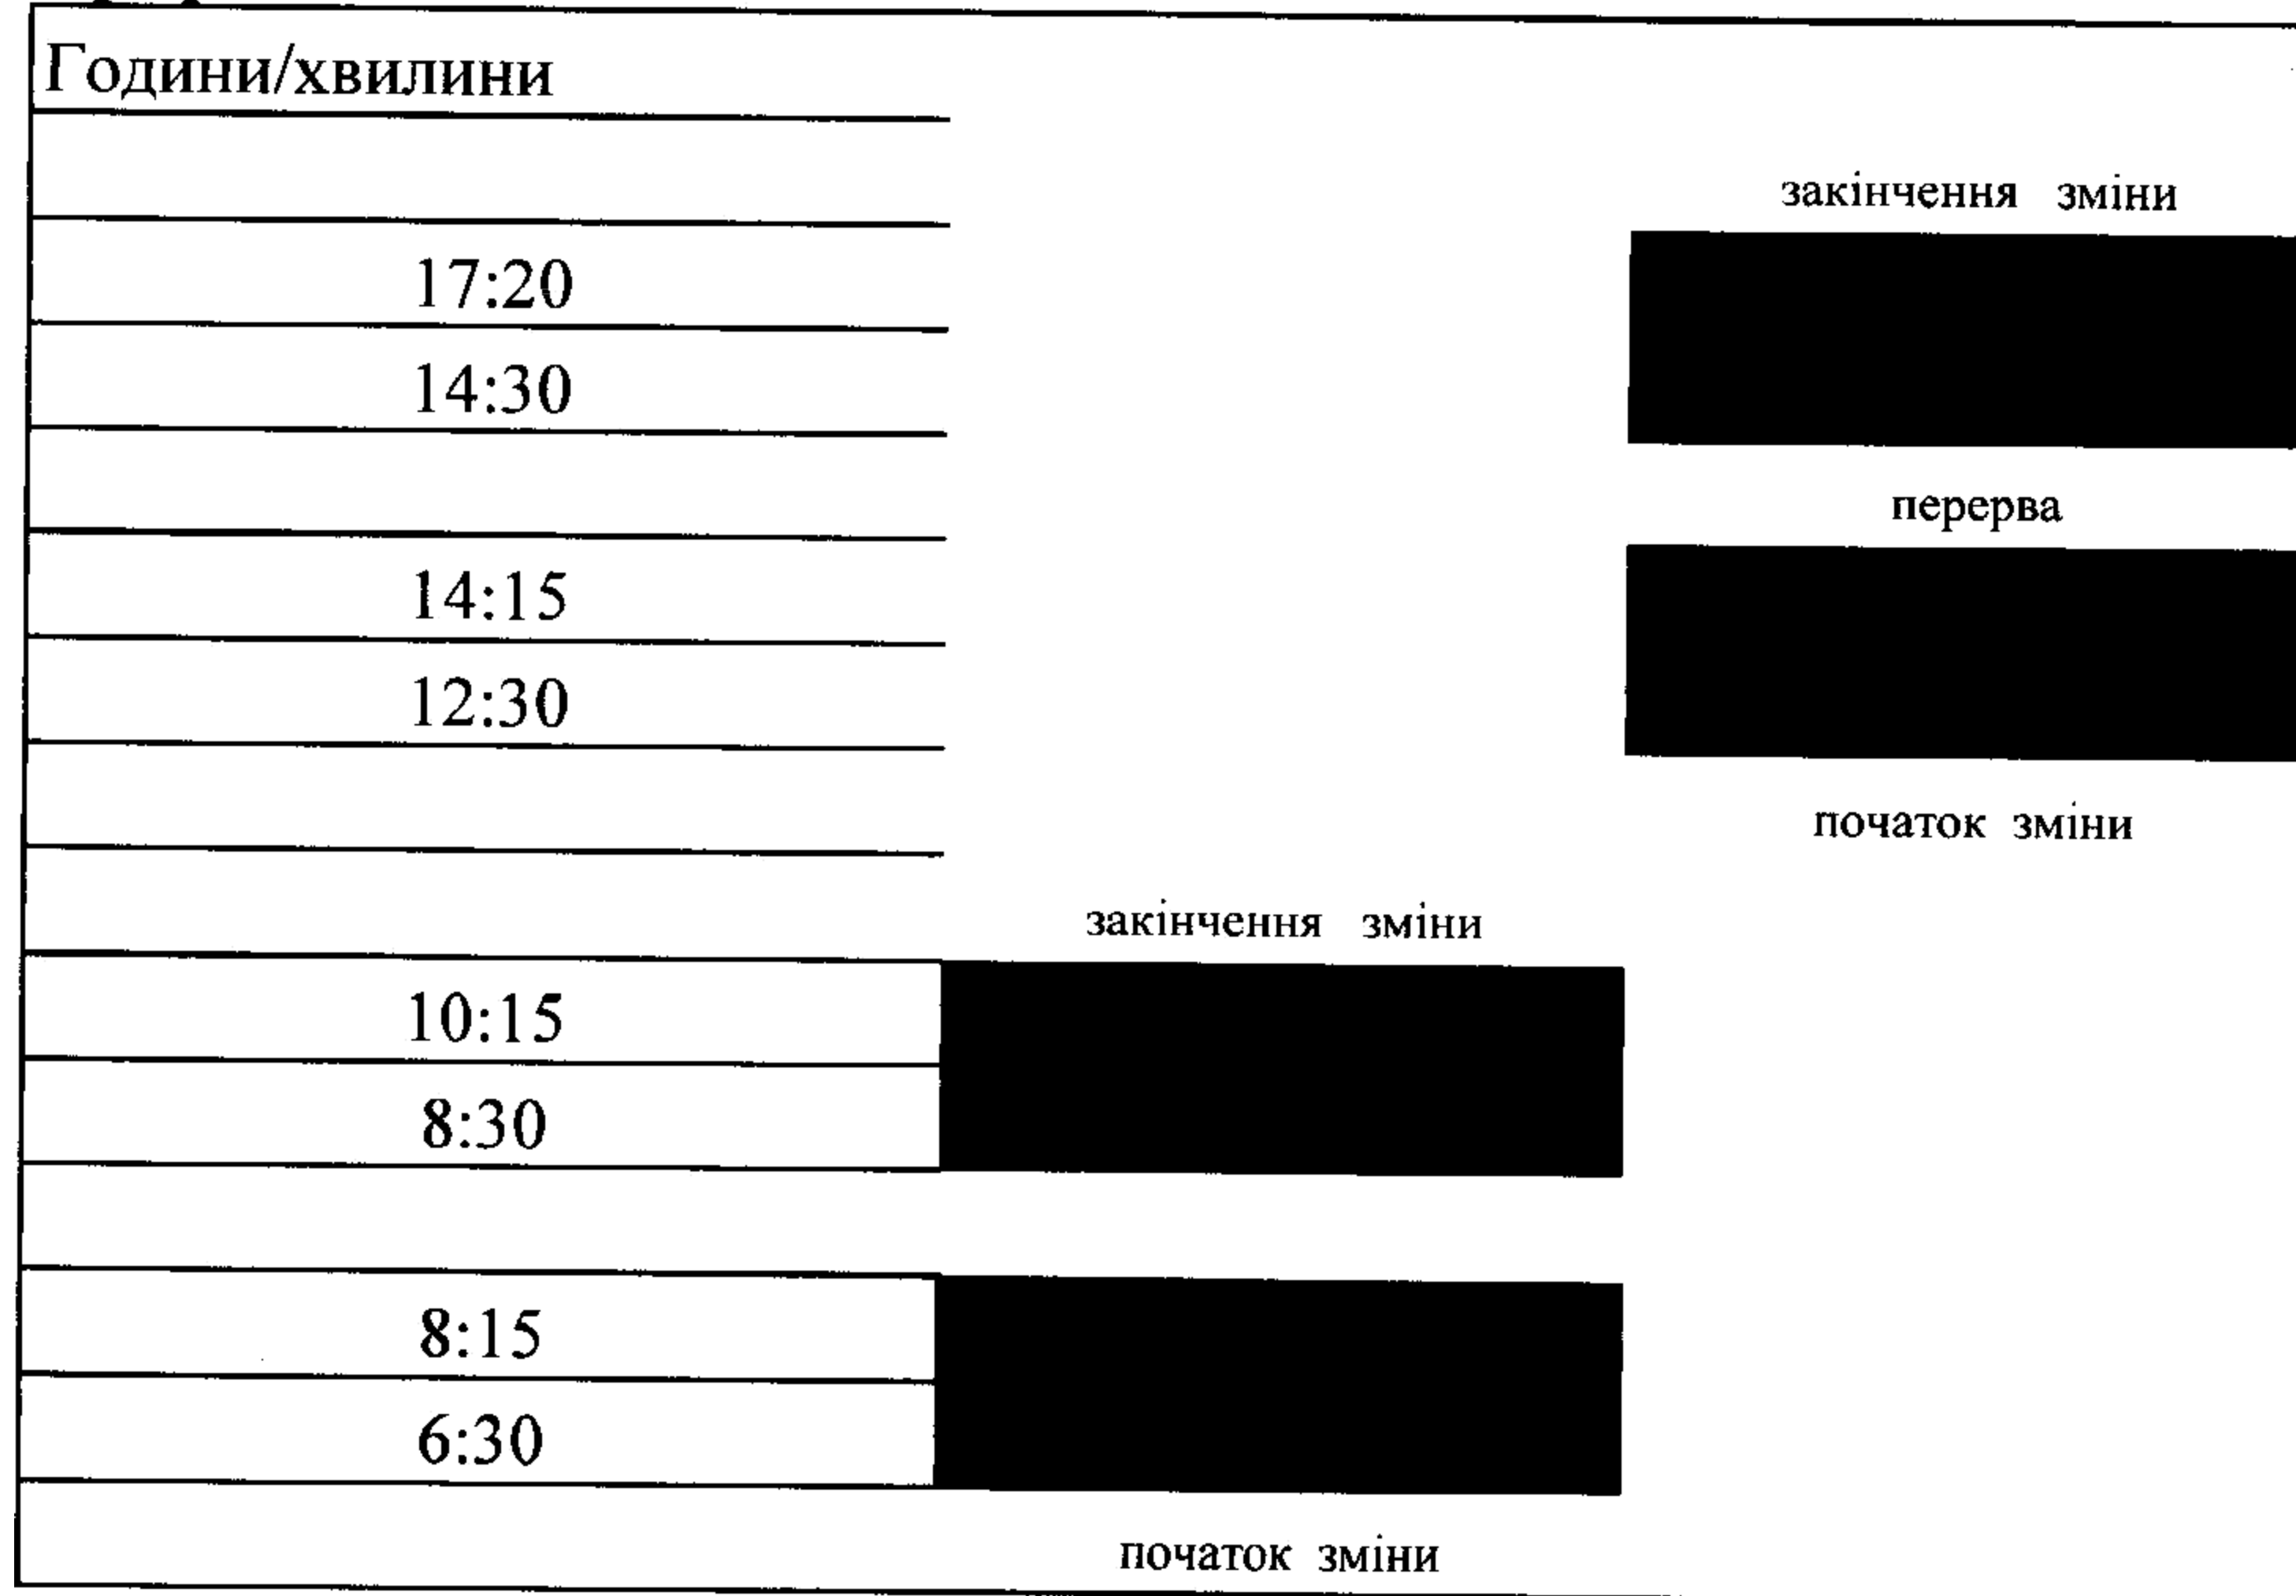 Години/хвилини
закінчення зміни
17:20
14:30
перерва
14:15
12:30
початок зміни
закінчення зміни
10:15
8:30
8:15
6:30
початок зміни